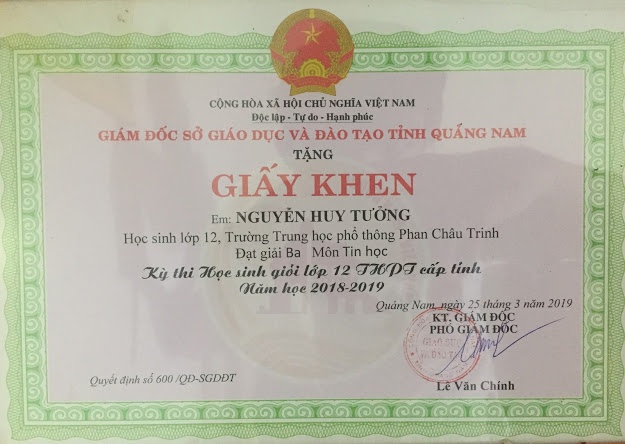 CỘNG HÒA XÃ HỘI CHỦ NGHĨA VIỆT NAM
Độc lập - Tự do - Hạnh phúc
GIÁM ĐỐC SỞ GIÁO DỤC VÀ ĐÀO TẠO TỈNH QUẢNG NAM
TẶNG
GIẤY KHEN
Em: NGUYỄN HUY TƯỞNG
Học sinh lớp 12, Trường Trung học phổ thông Phan Châu Trinh
Đạt giải Ba Môn Tin học
Kỳ thi Học sinh giỏi lớp 12 THPT cấp tỉnh
Năm học 2018-2019
Quảng Nam, ngày 25 tháng 3 năm 2019
KT. GIÁM ĐỐC
PHÓ GIÁM ĐỐC
Quyết định số 600 /QĐ-SGDĐT
Lê Văn Chính